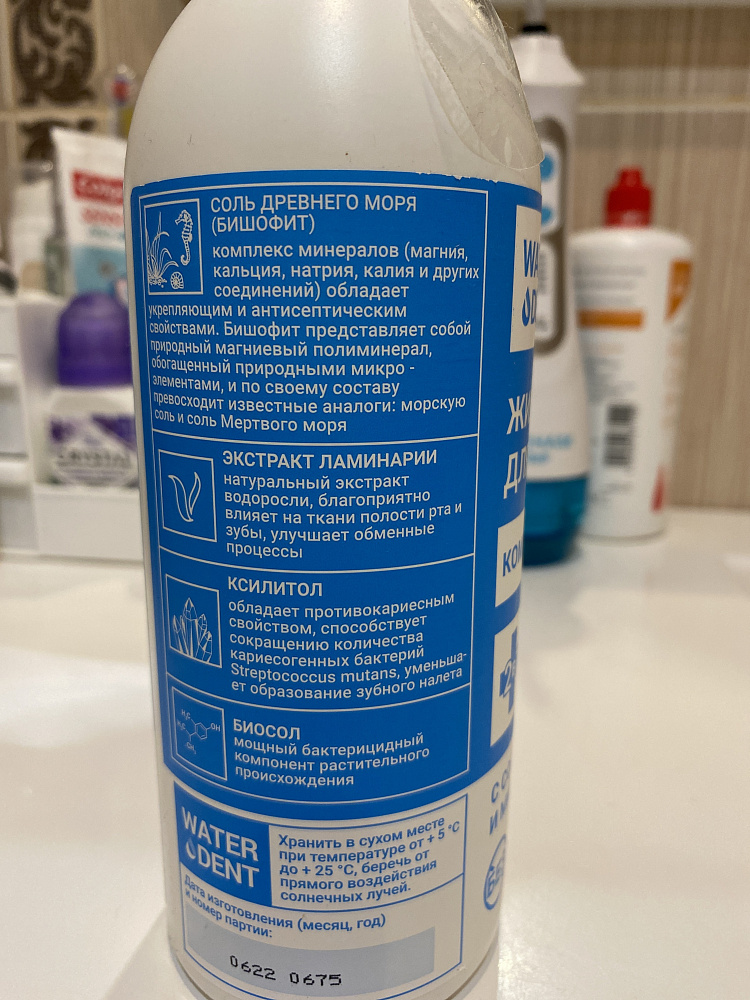 СОЛЬ ДРЕВНЕГО МОРЯ
(БИШОФИТ)
комплекс минералов (магния,
кальция, натрия, калия и других
соединений) обладает
укрепляющим и антисептическим
свойствами. Бишофит представляет собой
природный магниевый полиминерал,
обогащенный природными микро -
элементами, и по своему составу
превосходит известные аналоги: морскую
соль и соль Мертвого моря
ЭКСТРАКТ ЛАМИНАРИИ
натуральный экстракт
водоросли, благоприятно
влияет на ткани полости рта и
зубы, улучшает обменные
процессы
КСИЛИТОЛ
обладает противокариесным
свойством, способствует
сокращению количества
кариесогенных бактерий
Streptococcus mutans, уменьша-
ет образование зубного налета
H₃C
H₃C
OH
CH₃
БИОСОЛ
мощный бактерицидный
компонент растительного
происхождения
WATER
DENT
Хранить в сухом месте
при температуре от + 5 °C
до + 25 °C, беречь от
прямого воздействия
солнечных лучей.
Дата изготовления (месяц, год)
и номер партии:
0622 0675
CRYSTAL